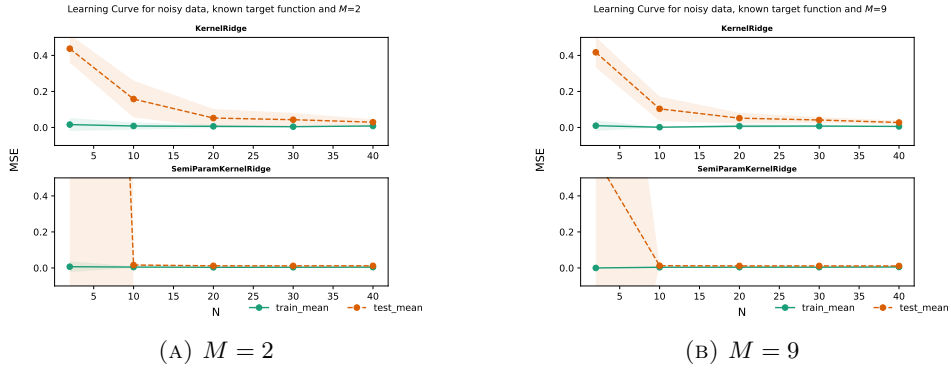 Learning Curve for noisy data, known target function and M=2
KernelRidge
0.4
0.2
0.0
5 10 15 20 25 30 35 40
MSE
SemiParamKernelRidge
0.4
0.2
0.0
5 10 15 20 25 30 35 40
N
train_mean test_mean
(A) M = 2
Learning Curve for noisy data, known target function and M=9
KernelRidge
0.4
0.2
0.0
5 10 15 20 25 30 35 40
MSE
SemiParamKernelRidge
0.4
0.2
0.0
5 10 15 20 25 30 35 40
N
train_mean test_mean
(B) M = 9